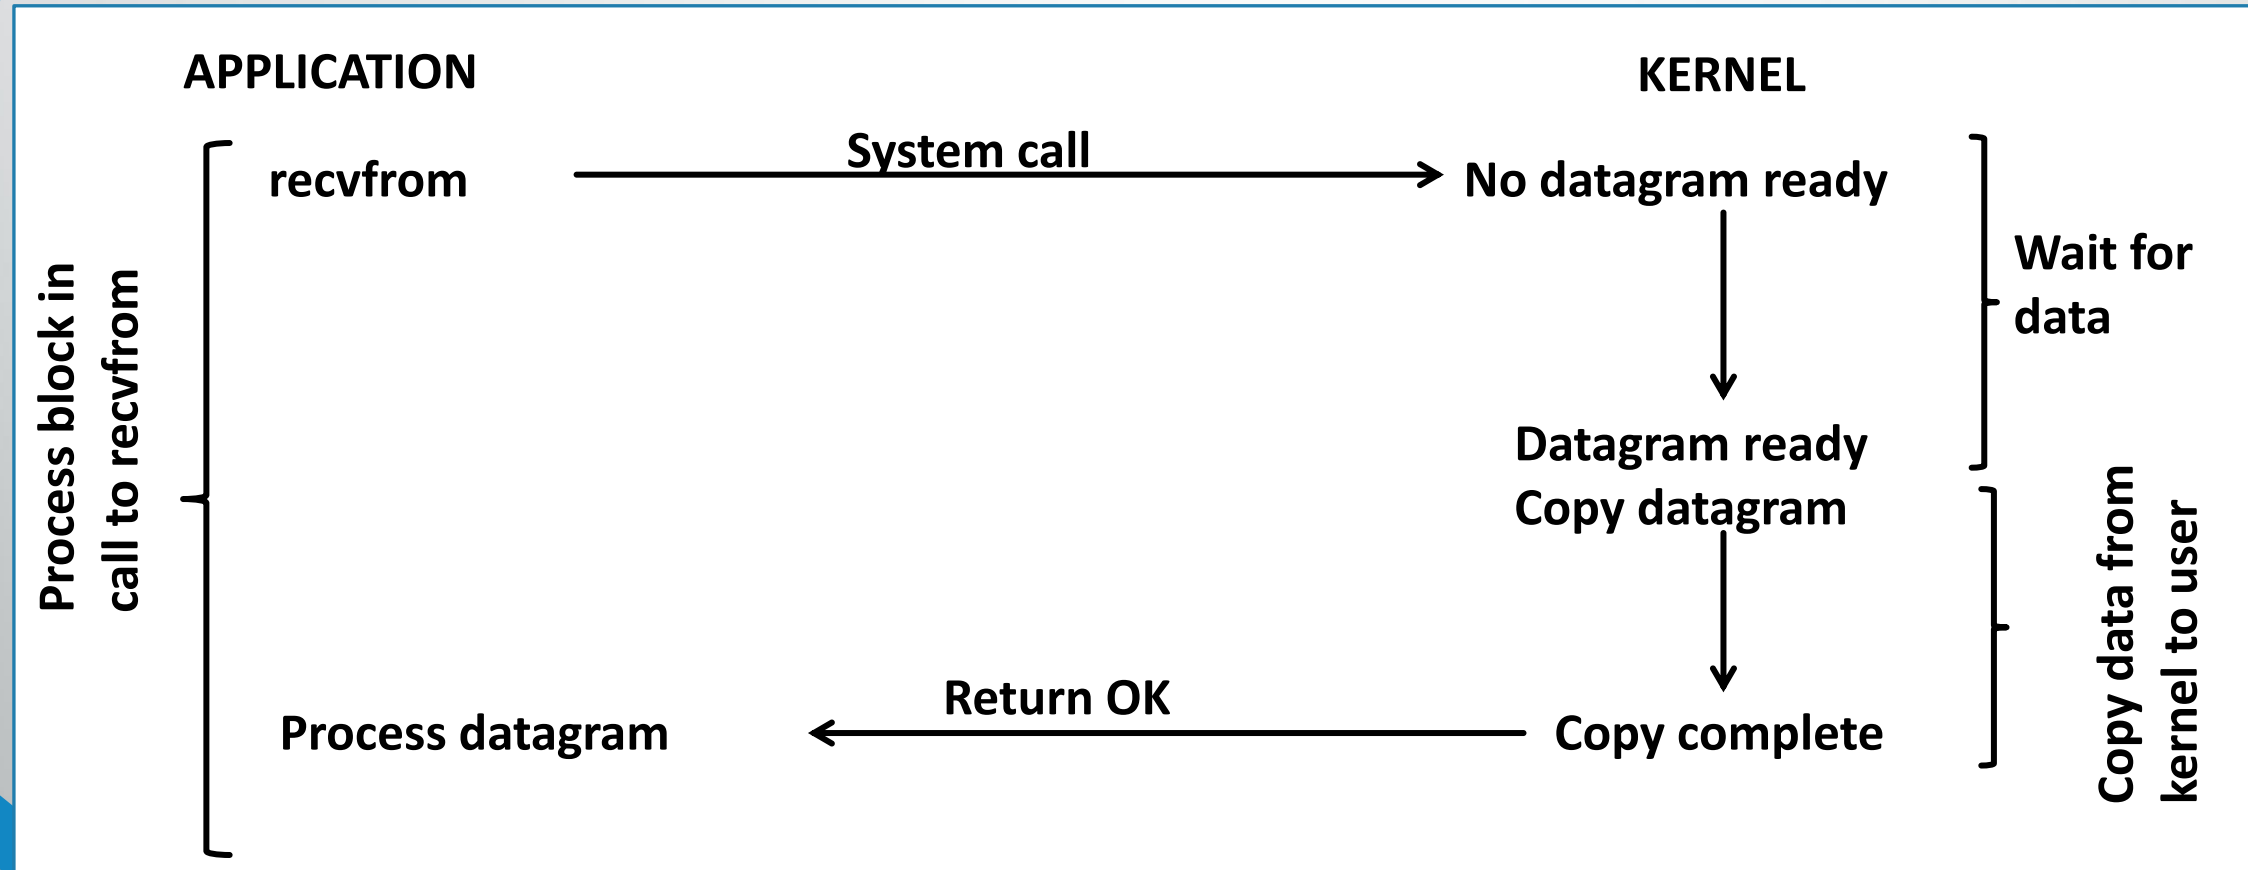 APPLICATION
KERNEL
System call
recvfrom
No datagram ready
Wait for
data
Process block in
call to recvfrom
Datagram ready
Copy datagram
Copy data from
kernel to user
Return OK
Process datagram
Copy complete